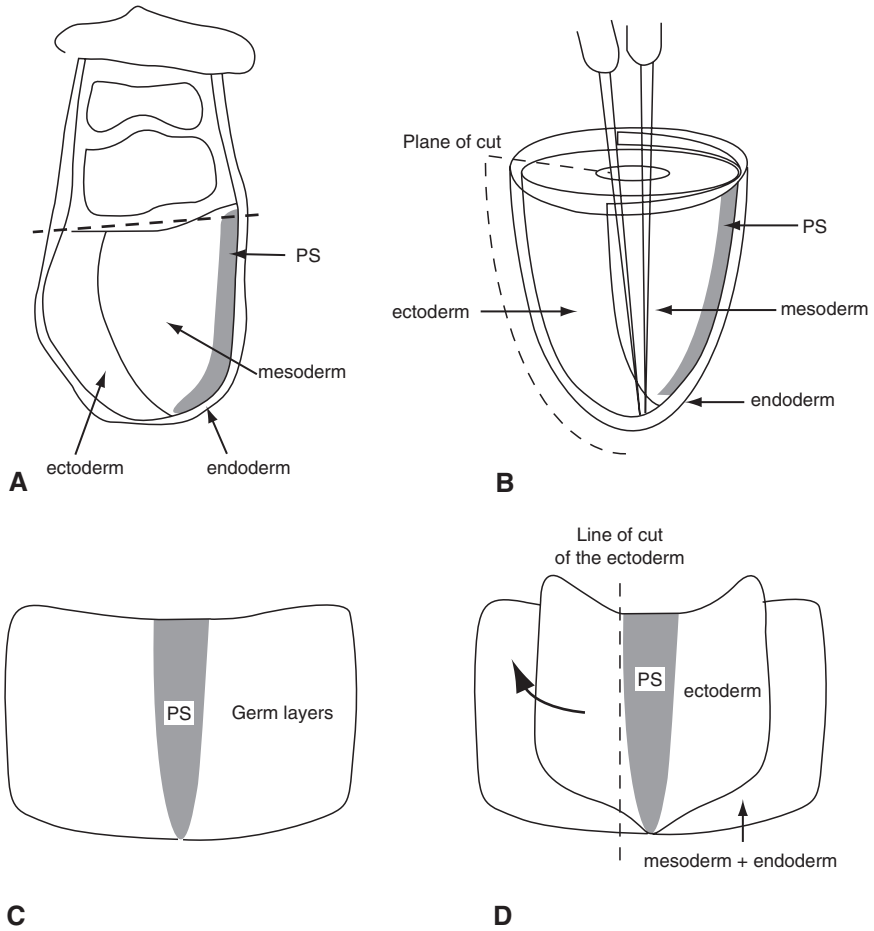 PS
mesoderm
ectoderm
endoderm
A
Plane of cut
PS
ectoderm
mesoderm
endoderm
B
PS
Germ layers
C
Line of cut
of the ectoderm
PS
ectoderm
mesoderm + endoderm
D